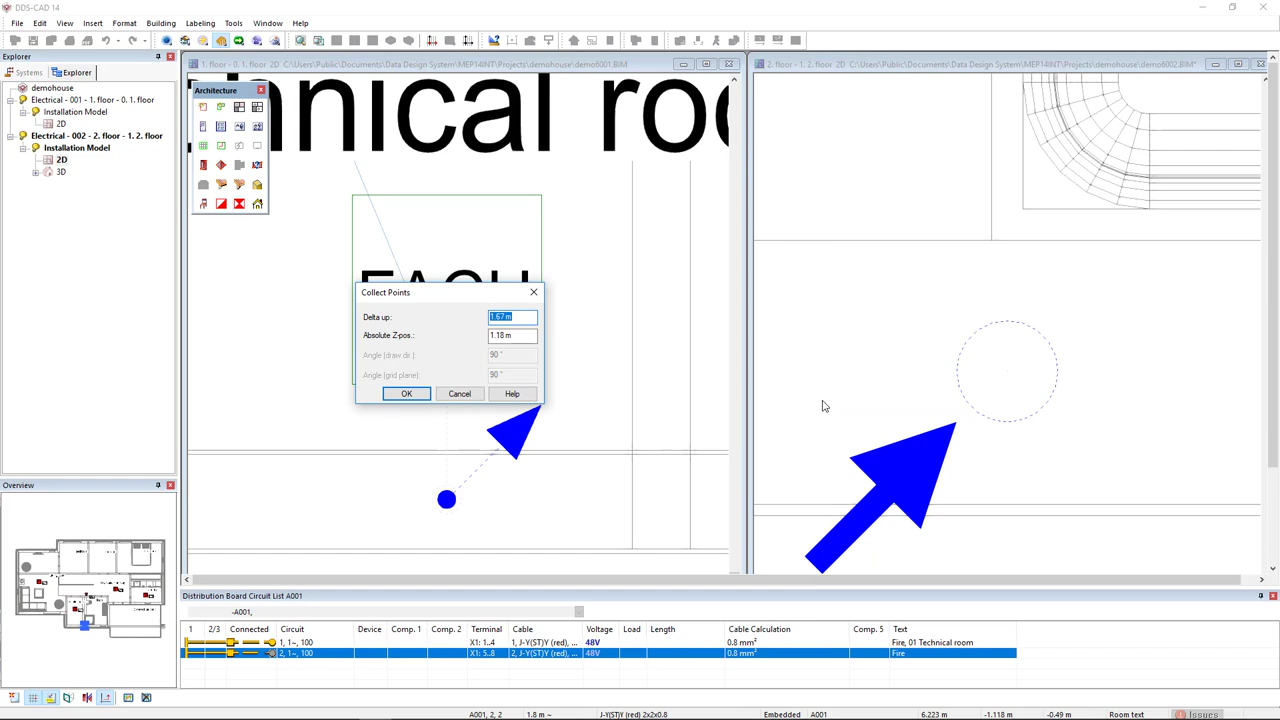 DDS-CAD
File Edit View Insert Format Building Labeling Tools Window Help
Explorer
Systems Explorer
demohouse
Electrical - 001 - 1. floor - 0. 1. floor
Installation Model
2D
Electrical - 002 - 2. floor - 1. 2. floor
Installation Model
2D
3D
Overview
1. floor - 0. 1. floor 2D C:\Users\Public\Documents\Data Design System\MEP14INT\Projects\demohouse\demo6001.BIM
2. floor - 1. 2. floor 2D C:\Users\Public\Documents\Data Design System\MEP14INT\Projects\demohouse\demo6002.BIM*
Architecture
hnical roo
Collect Points
Delta up: 1.67 m
Absolute Z-pos.: 1.18 m
Angle (draw dir.): 90 °
Angle (grid plane): 90 °
OK Cancel Help
Distribution Board Circuit List A001
-A001,
1 2/3 Connected Circuit Device Comp. 1 Comp. 2 Terminal Cable Voltage Load Length Cable Calculation Comp. 5 Text
1, 1~, 100 X1: 1..4 1, J-Y(ST)Y (red), ... 48V 0.8 mm² Fire, 01 Technical room
2, 1~, 100 X1: 5..8 2, J-Y(ST)Y (red), ... 48V 0.8 mm² Fire
A001, 2, 2 1.8 m ~ J-Y(ST)Y (red) 2x2x0.8 Embedded A001 6.223 m -1.118 m -0.49 m Room text Issues